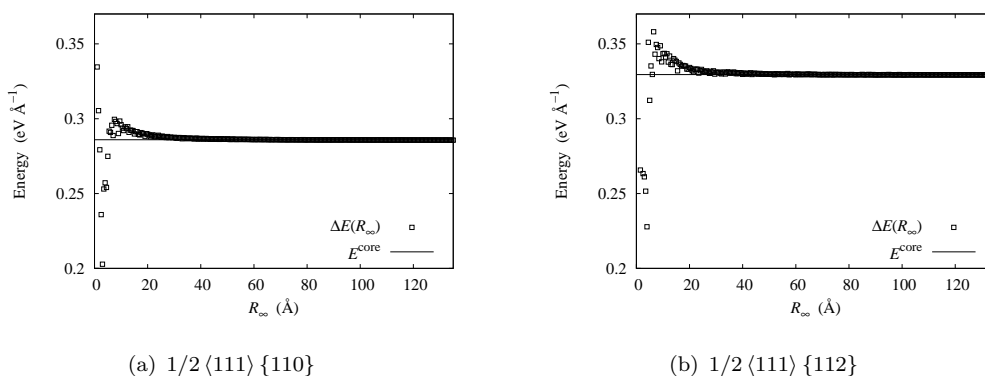 0.35
0.3
0.25
0.2
Energy (eV Å⁻¹)
ΔE(R∞)
E^core
0 20 40 60 80 100 120
R∞ (Å)
(a) 1/2 ⟨111⟩ {110}
0.35
0.3
0.25
0.2
Energy (eV Å⁻¹)
ΔE(R∞)
E^core
0 20 40 60 80 100 120
R∞ (Å)
(b) 1/2 ⟨111⟩ {112}